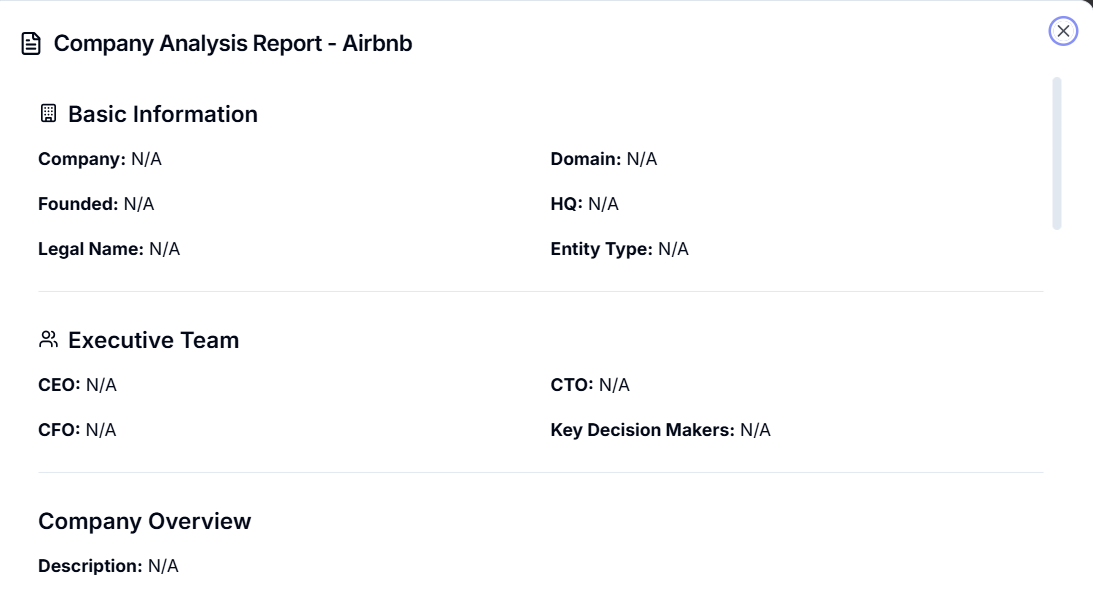 Company Analysis Report - Airbnb
Basic Information
Company: N/A
Domain: N/A
Founded: N/A
HQ: N/A
Legal Name: N/A
Entity Type: N/A
Executive Team
CEO: N/A
CTO: N/A
CFO: N/A
Key Decision Makers: N/A
Company Overview
Description: N/A